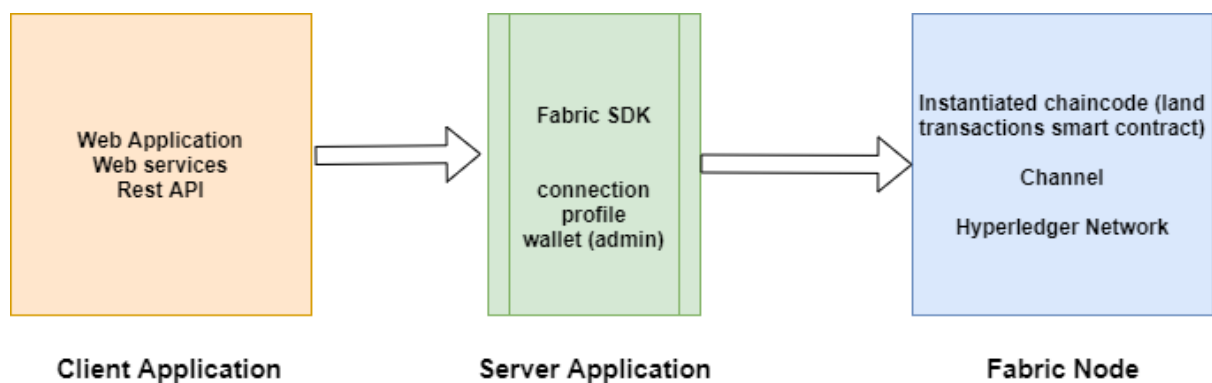 Web Application
Web services
Rest API
Fabric SDK
connection
profile
wallet (admin)
Instantiated chaincode (land
transactions smart contract)
Channel
Hyperledger Network
Client Application
Server Application
Fabric Node